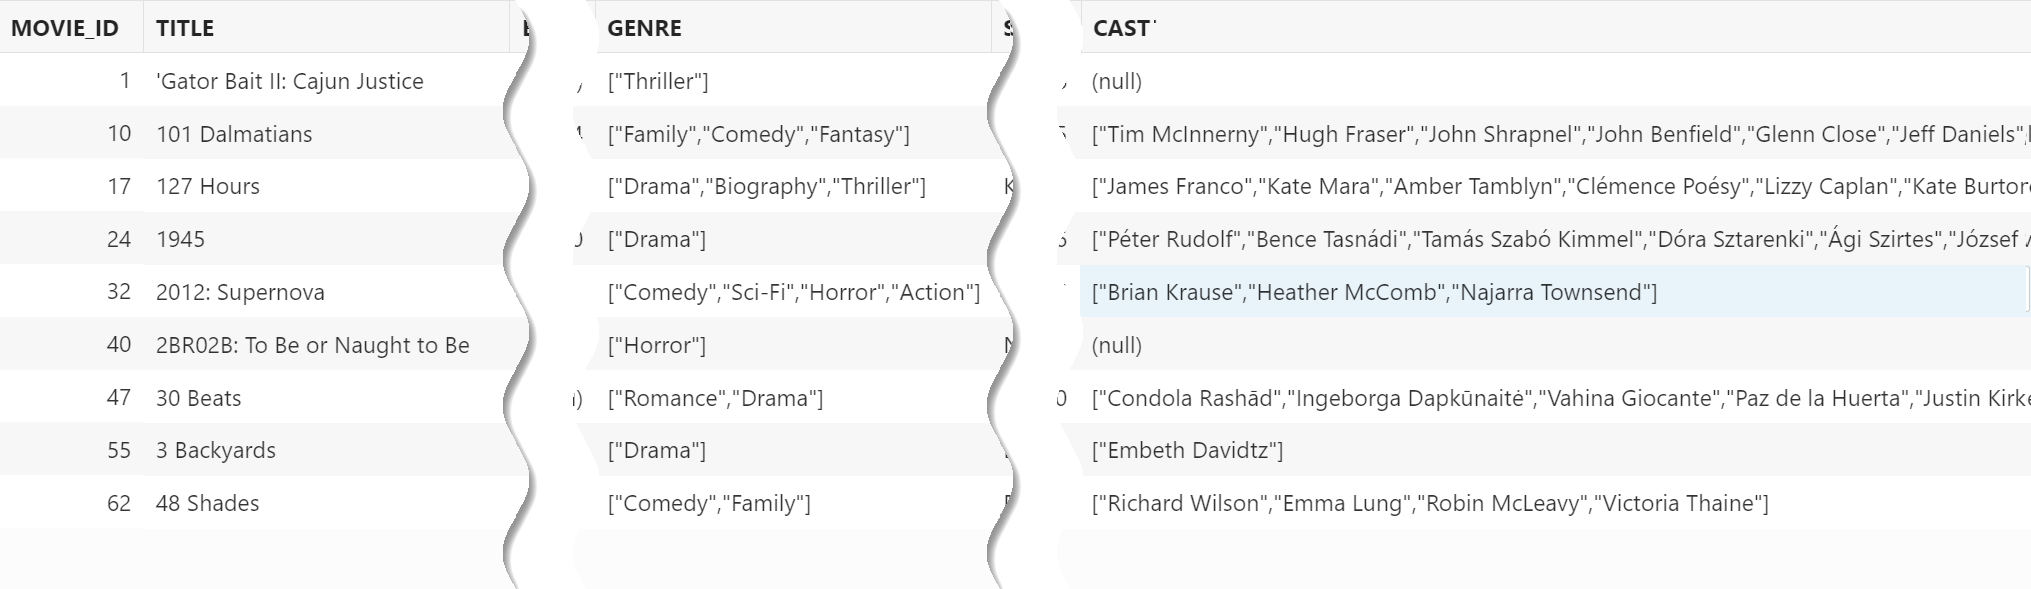 MOVIE_ID TITLE GENRE CAST
1 'Gator Bait II: Cajun Justice ["Thriller"] (null)
10 101 Dalmatians ["Family","Comedy","Fantasy"] ["Tim McInnerny","Hugh Fraser","John Shrapnel","John Benfield","Glenn Close","Jeff Daniels"
17 127 Hours ["Drama","Biography","Thriller"] K ["James Franco","Kate Mara","Amber Tamblyn","Clémence Poésy","Lizzy Caplan","Kate
24 1945 ["Drama"] ["Péter Rudolf","Bence Tasnádi","Tamás Szabó Kimmel","Dóra Sztarenki","Ági Szirtes","József
32 2012: Supernova ["Comedy","Sci-Fi","Horror","Action"] ["Brian Krause","Heather McComb","Najarra Townsend"]
40 2BR02B: To Be or Naught to Be ["Horror"] (null)
47 30 Beats ["Romance","Drama"] 0 ["Condola Rashād","Ingeborga Dapkūnaitė","Vahina Giocante","Paz de la Huerta","Justin
55 3 Backyards ["Drama"] ["Embeth Davidtz"]
62 48 Shades ["Comedy","Family"] ["Richard Wilson","Emma Lung","Robin McLeavy","Victoria Thaine"]